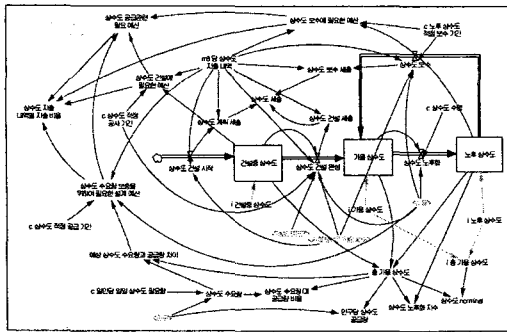 상수도 공급관련
필요 예산
상수도 보수에 필요한 예산
c 노후 상수도
적정 보수 기간
m3당 상수도
지출 내역
상수도 보수 세출
상수도 보수
상수도 지출
내역별 지출 비용
상수도 건설에
필요한 예산
상수도 세출
c 상수도 적정
공사 기간
상수도 계획 세출
상수도 건설 세출
c 상수도 수명
상수도 건설 시작
건설중 상수도
상수도 건설 완성
가용 상수도
상수도 노후화
노후 상수도
상수도 수요량 보충을
위하여 필요한 설계 예산
i 건설중 상수도
i 가용 상수도
i 노후 상수도
c 상수도 적정 공급 기간
i 총 가용 상수도
예상 상수도 수요량과 공급량 차이
총 가용 상수도
c 일인당 일일 상수도 필요량
상수도 수요량
상수도 수요량 대
공급량 비율
인구당 상수도
공급량
상수도 노후화 지수
상수도 norminal